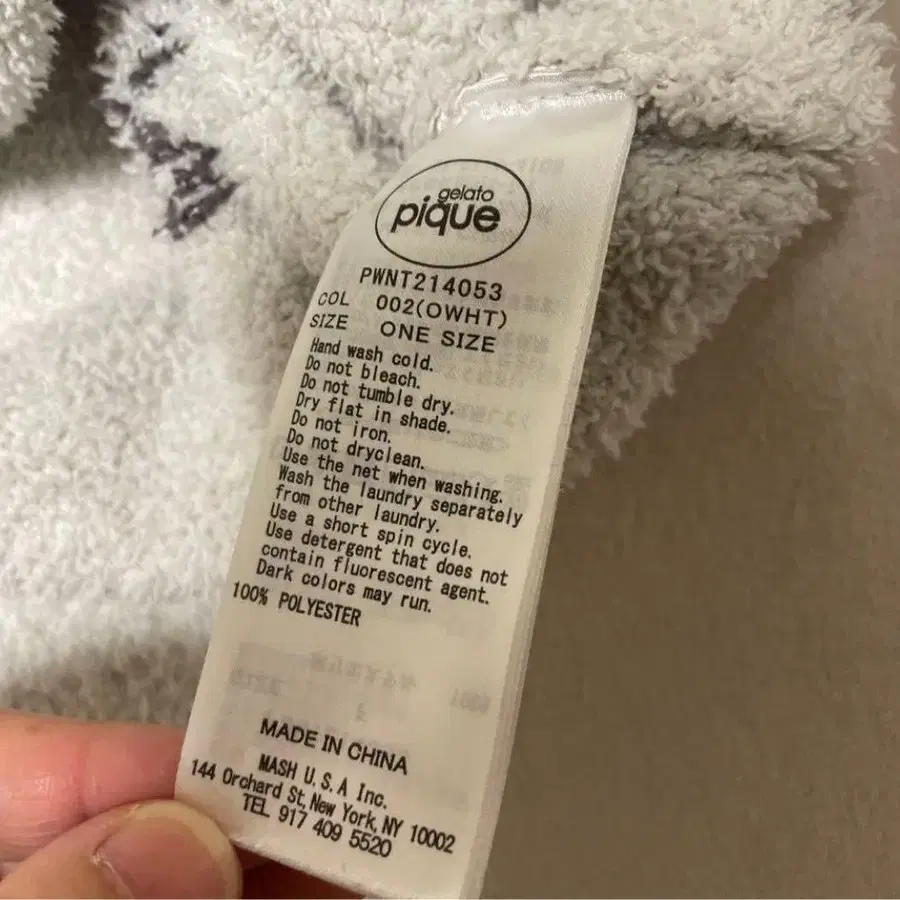 gelato
pique
PWNT214053
COL 002(OWHT)
SIZE ONE SIZE
Hand wash cold.
Do not bleach.
Do not tumble dry.
Dry flat in shade.
Do not iron.
Do not dryclean.
Use the net when washing.
Wash the laundry separately
from other laundry.
Use a short spin cycle.
Use detergent that does not
contain fluorescent agent.
Dark colors may run.
100% POLYESTER
MADE IN CHINA
MASH U.S.A Inc.
144 Orchard St, New York, NY 10002
TEL 917 409 5520